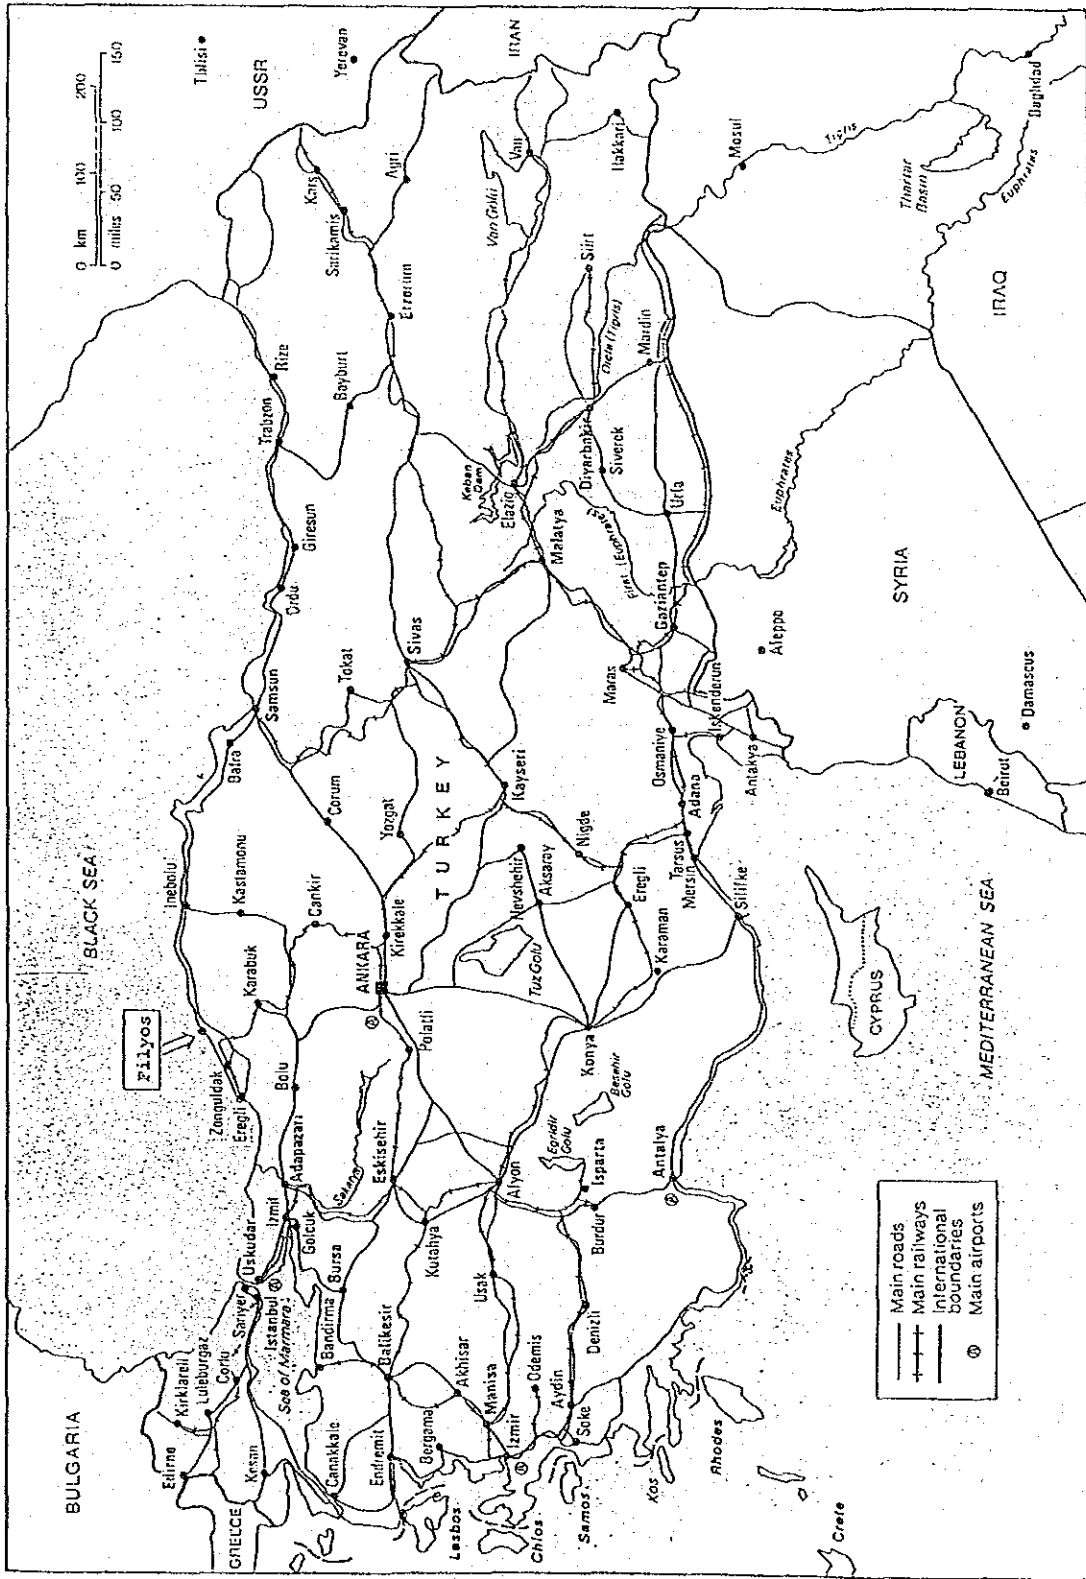 BULGARIA
GREECE
BLACK SEA
USSR
IRAN
IRAQ
SYRIA
LEBANON
CYPRUS
MEDITERRANEAN SEA
TURKEY
Filyos
0 km 100 200
0 miles 50 100 150
Tbilisi
Yerevan
Edirne
Kirklareli
Luleburgaz
Corlu
Kesan
Sariyer
Istanbul
Uskudar
Sea of Marmara
Izmit
Golcuk
Adapazari
Sakarya
Bandirma
Bursa
Canakkale
Balikesir
Edremit
Bergama
Akhisar
Manisa
Izmir
Odemis
Aydin
Soke
Denizli
Usak
Kutahya
Eskisehir
Afyon
Egridir
Golu
Isparta
Burdur
Antalya
Besehir
Golu
Konya
Polatli
ANKARA
Bolu
Eregli
Zonguldak
Karabuk
Kastamonu
Inebolu
Cankir
Kirekkale
Tuz Golu
Nevshehir
Aksaray
Nigde
Eregli
Karaman
Silifke
Mersin
Tarsus
Adana
Osmaniye
Iskenderun
Antakya
Kayseri
Yozgat
Corum
Bafra
Samsun
Tokat
Sivas
Ordu
Giresun
Trabzon
Rize
Bayburt
Erzerum
Sarikamis
Kars
Agri
Van Golu
Van
Hakkari
Siirt
Dicle (Tigris)
Mardin
Diyarbakir
Siverek
Urfa
Keban
Dam
Elazig
Malatya
Firat (Euphrates)
Gaziantep
Maras
Aleppo
Euphrates
Mosul
Tigris
Thartar
Basin
Euphrates
Baghdad
Damascus
Beirut
Lesbos
Chios
Samos
Kos
Rhodes
Crete
Main roads
Main railways
International
boundaries
Main airports